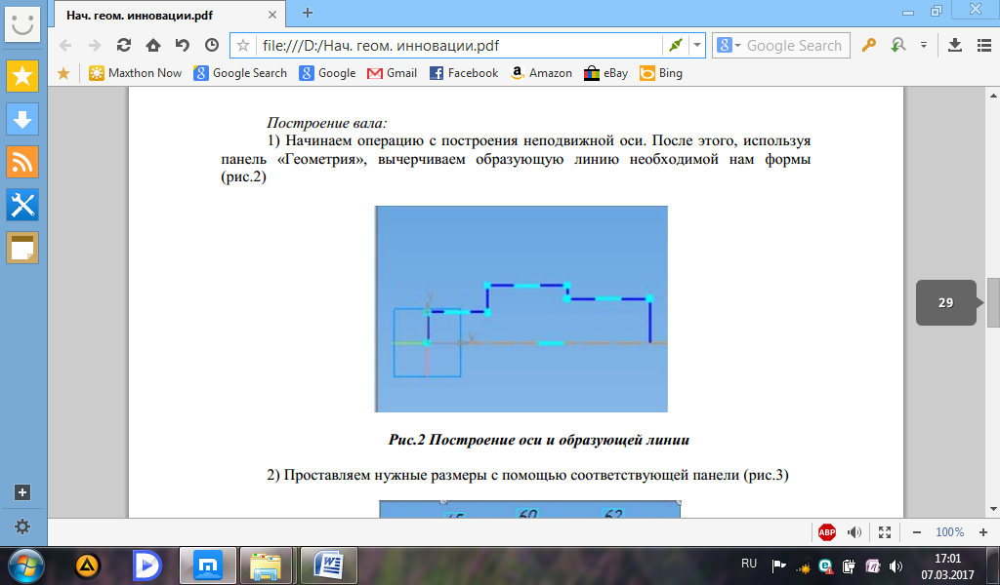 Нач. геом. инновации.pdf
file:///D:/Нач. геом. инновации.pdf
Google Search
Maxthon Now
Google Search
Google
Gmail
Facebook
Amazon
eBay
Bing
Построение вала:
1) Начинаем операцию с построения неподвижной оси. После этого, используя
панель «Геометрия», вычерчиваем образующую линию необходимой нам формы
(рис.2)
Y
X
29
Рис.2 Построение оси и образующей линии
2) Проставляем нужные размеры с помощью соответствующей панели (рис.3)
60
62
ABP
100%
RU
17:01
07.03.2017